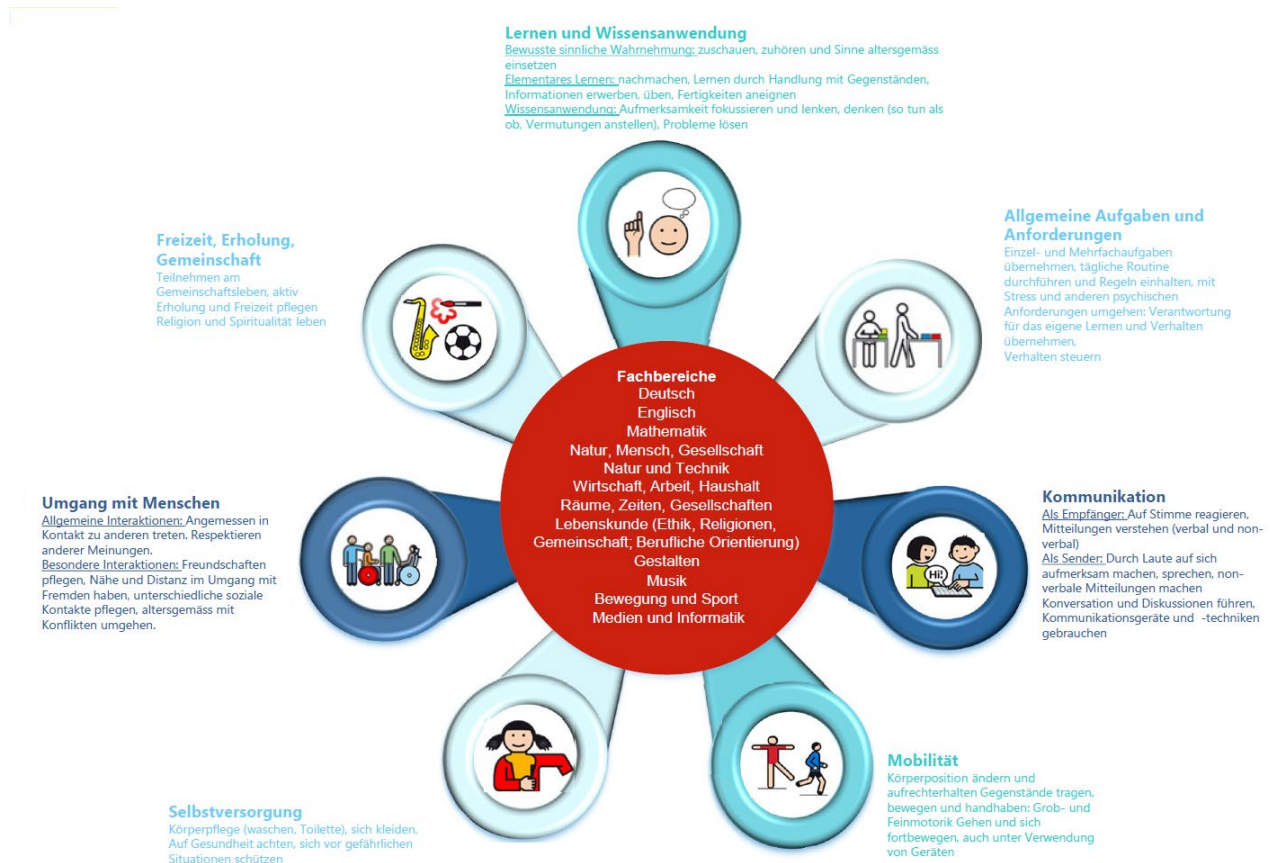 Lernen und Wissensanwendung
Bewusste sinnliche Wahrnehmung: zuschauen, zuhören und Sinne altersgemäss
einsetzen
Elementares Lernen: nachmachen, Lernen durch Handlung mit Gegenständen,
Informationen erwerben, üben, Fertigkeiten aneignen
Wissensanwendung: Aufmerksamkeit fokussieren und lenken, denken (so tun als
ob, Vermutungen anstellen), Probleme lösen
Allgemeine Aufgaben und
Anforderungen
Einzel- und Mehrfachaufgaben
übernehmen, tägliche Routine
durchführen und Regeln einhalten, mit
Stress und anderen psychischen
Anforderungen umgehen: Verantwortung
für das eigene Lernen und Verhalten
übernehmen,
Verhalten steuern
Freizeit, Erholung,
Gemeinschaft
Teilnehmen am
Gemeinschaftsleben, aktiv
Erholung und Freizeit pflegen
Religion und Spiritualität leben
Fachbereiche
Deutsch
Englisch
Mathematik
Natur, Mensch, Gesellschaft
Natur und Technik
Wirtschaft, Arbeit, Haushalt
Räume, Zeiten, Gesellschaften
Lebenskunde (Ethik, Religionen,
Gemeinschaft; Berufliche Orientierung)
Gestalten
Musik
Bewegung und Sport
Medien und Informatik
Umgang mit Menschen
Allgemeine Interaktionen: Angemessen in
Kontakt zu anderen treten. Respektieren
anderer Meinungen.
Besondere Interaktionen: Freundschaften
pflegen, Nähe und Distanz im Umgang mit
Fremden haben, unterschiedliche soziale
Kontakte pflegen, altersgemäss mit
Konflikten umgehen.
Kommunikation
Als Empfänger: Auf Stimme reagieren,
Mitteilungen verstehen (verbal und non-
verbal)
Als Sender: Durch Laute auf sich
aufmerksam machen, sprechen, non-
verbale Mitteilungen machen
Konversation und Diskussionen führen,
Kommunikationsgeräte und -techniken
gebrauchen
Hi!
Mobilität
Körperposition ändern und
aufrechterhalten Gegenstände tragen,
bewegen und handhaben: Grob- und
Feinmotorik Gehen und sich
fortbewegen, auch unter Verwendung
von Geräten
Selbstversorgung
Körperpflege (waschen, Toilette), sich kleiden,
Auf Gesundheit achten, sich vor gefährlichen
Situationen schützen